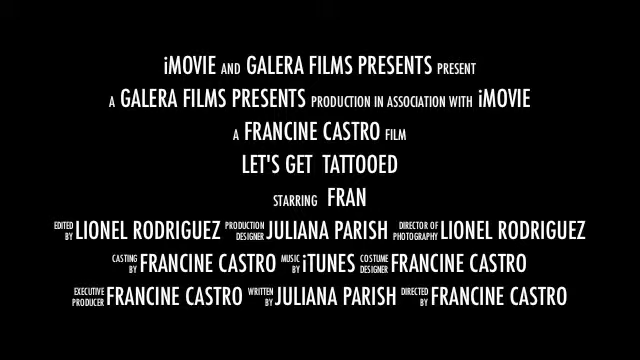 iMOVIE AND GALERA FILMS PRESENTS PRESENT
A GALERA FILMS PRESENTS PRODUCTION IN ASSOCIATION WITH iMOVIE
A FRANCINE CASTRO FILM
LET'S GET TATTOOED
STARRING FRAN
EDITED BY LIONEL RODRIGUEZ PRODUCTION DESIGNER JULIANA PARISH DIRECTOR OF PHOTOGRAPHY LIONEL RODRIGUEZ
CASTING BY FRANCINE CASTRO MUSIC BY iTUNES COSTUME DESIGNER FRANCINE CASTRO
EXECUTIVE PRODUCER FRANCINE CASTRO WRITTEN BY JULIANA PARISH DIRECTED BY FRANCINE CASTRO